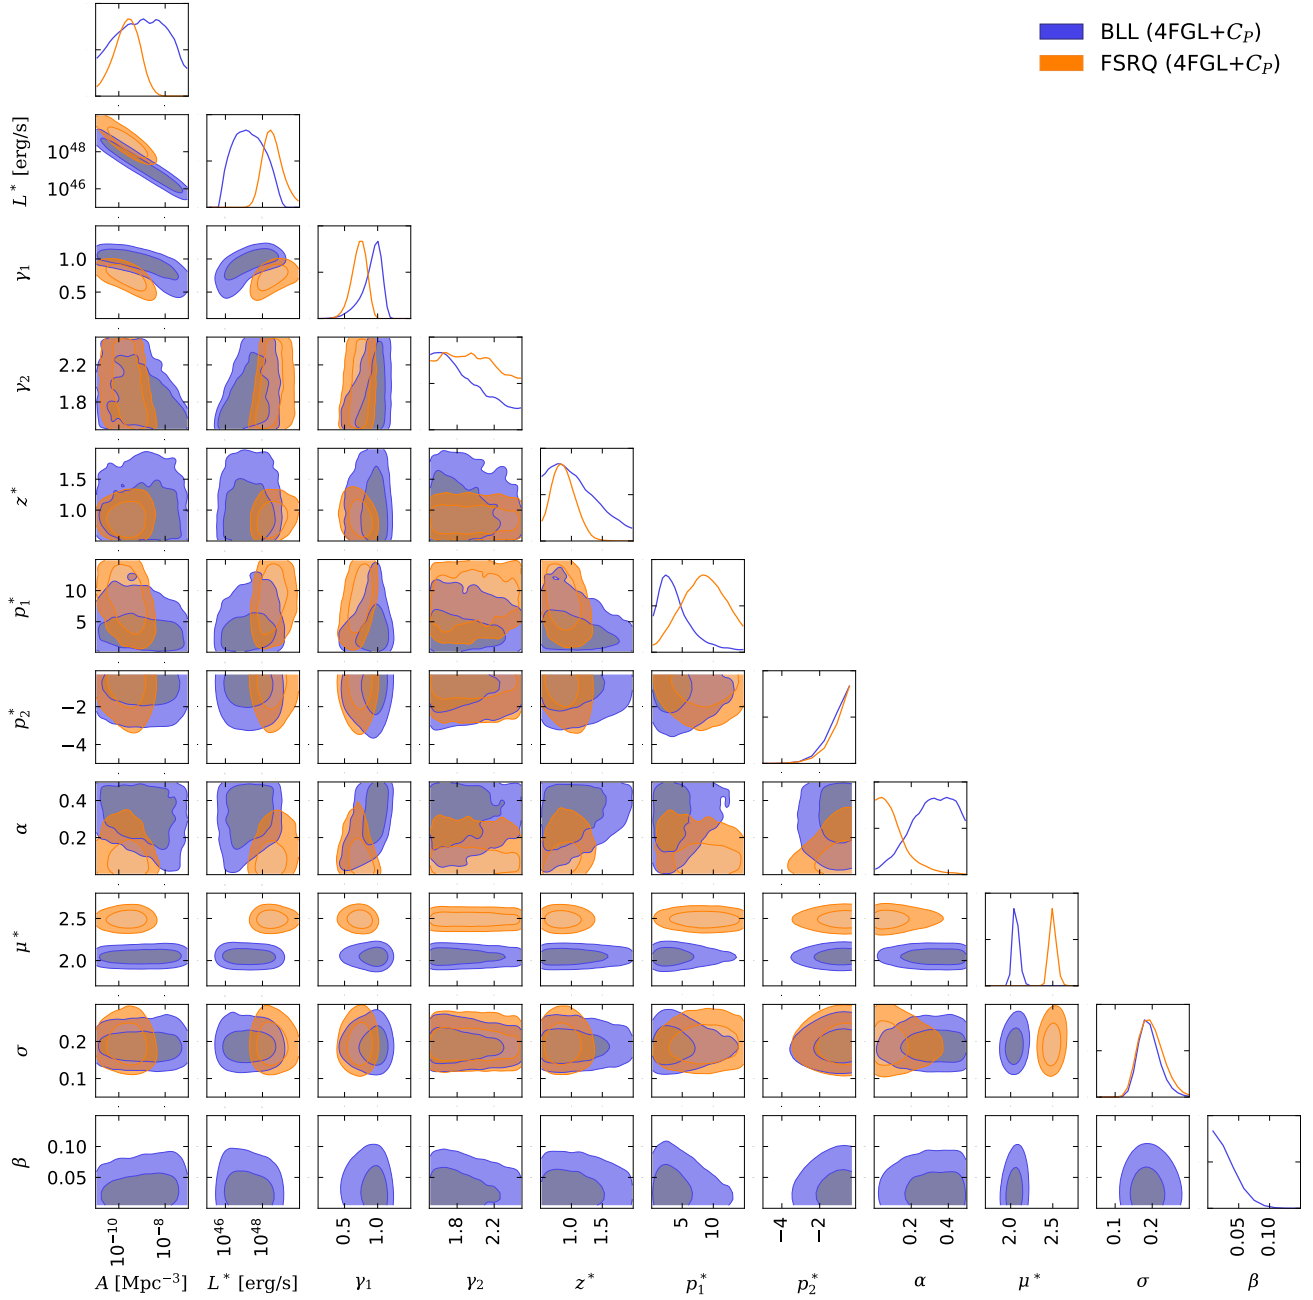 BLL (4FGL+C_P)
FSRQ (4FGL+C_P)
L* [erg/s]
10^48
10^46
γ₁
1.0
0.5
γ₂
2.2
1.8
z*
1.5
1.0
p₁*
10
5
p₂*
−2
−4
α
0.4
0.2
μ*
2.5
2.0
σ
0.2
0.1
β
0.10
0.05
10^−10 10^−8 10^46 10^48 0.5 1.0 1.8 2.2 1.0 1.5 5 10 −4 −2 0.2 0.4 2.0 2.5 0.1 0.2 0.05 0.10
A [Mpc^−3] L* [erg/s] γ₁ γ₂ z* p₁* p₂* α μ* σ β